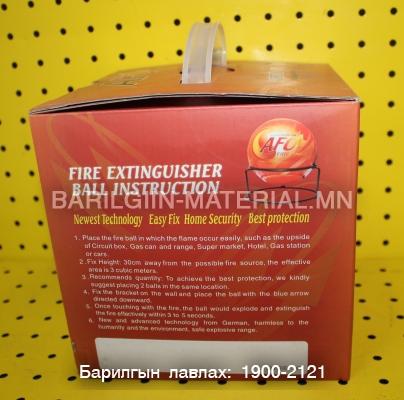 AFO
FIRE
FIRE EXTINGUISHER
BALL INSTRUCTION
BARILGIIN-MATERIAL.MN
Newest Technology Easy Fix Home Security Best protection
1. Place the fire ball in which the flame occur easily, such as the upside
of Circuit box, Gas can and range, Super market, Hotel, Gas station
or cars.
2. Fix Height: 30cm away from the possible fire source, the effective
area is 3 cubic meters.
3. Recommends quantity: To achieve the best protection, we kindly
suggest placing 2 balls in the same location.
4. Fix the bracket on the wall and place the ball with the blue arrow
directed downward.
5. Once touching with the fire, the ball would explode and extinguish
the fire effectively within 3 to 5 seconds.
6. New and advanced technology from German, harmless to the
humanity and the environment, safe explosive range.
Барилгын лавлах: 1900-2121